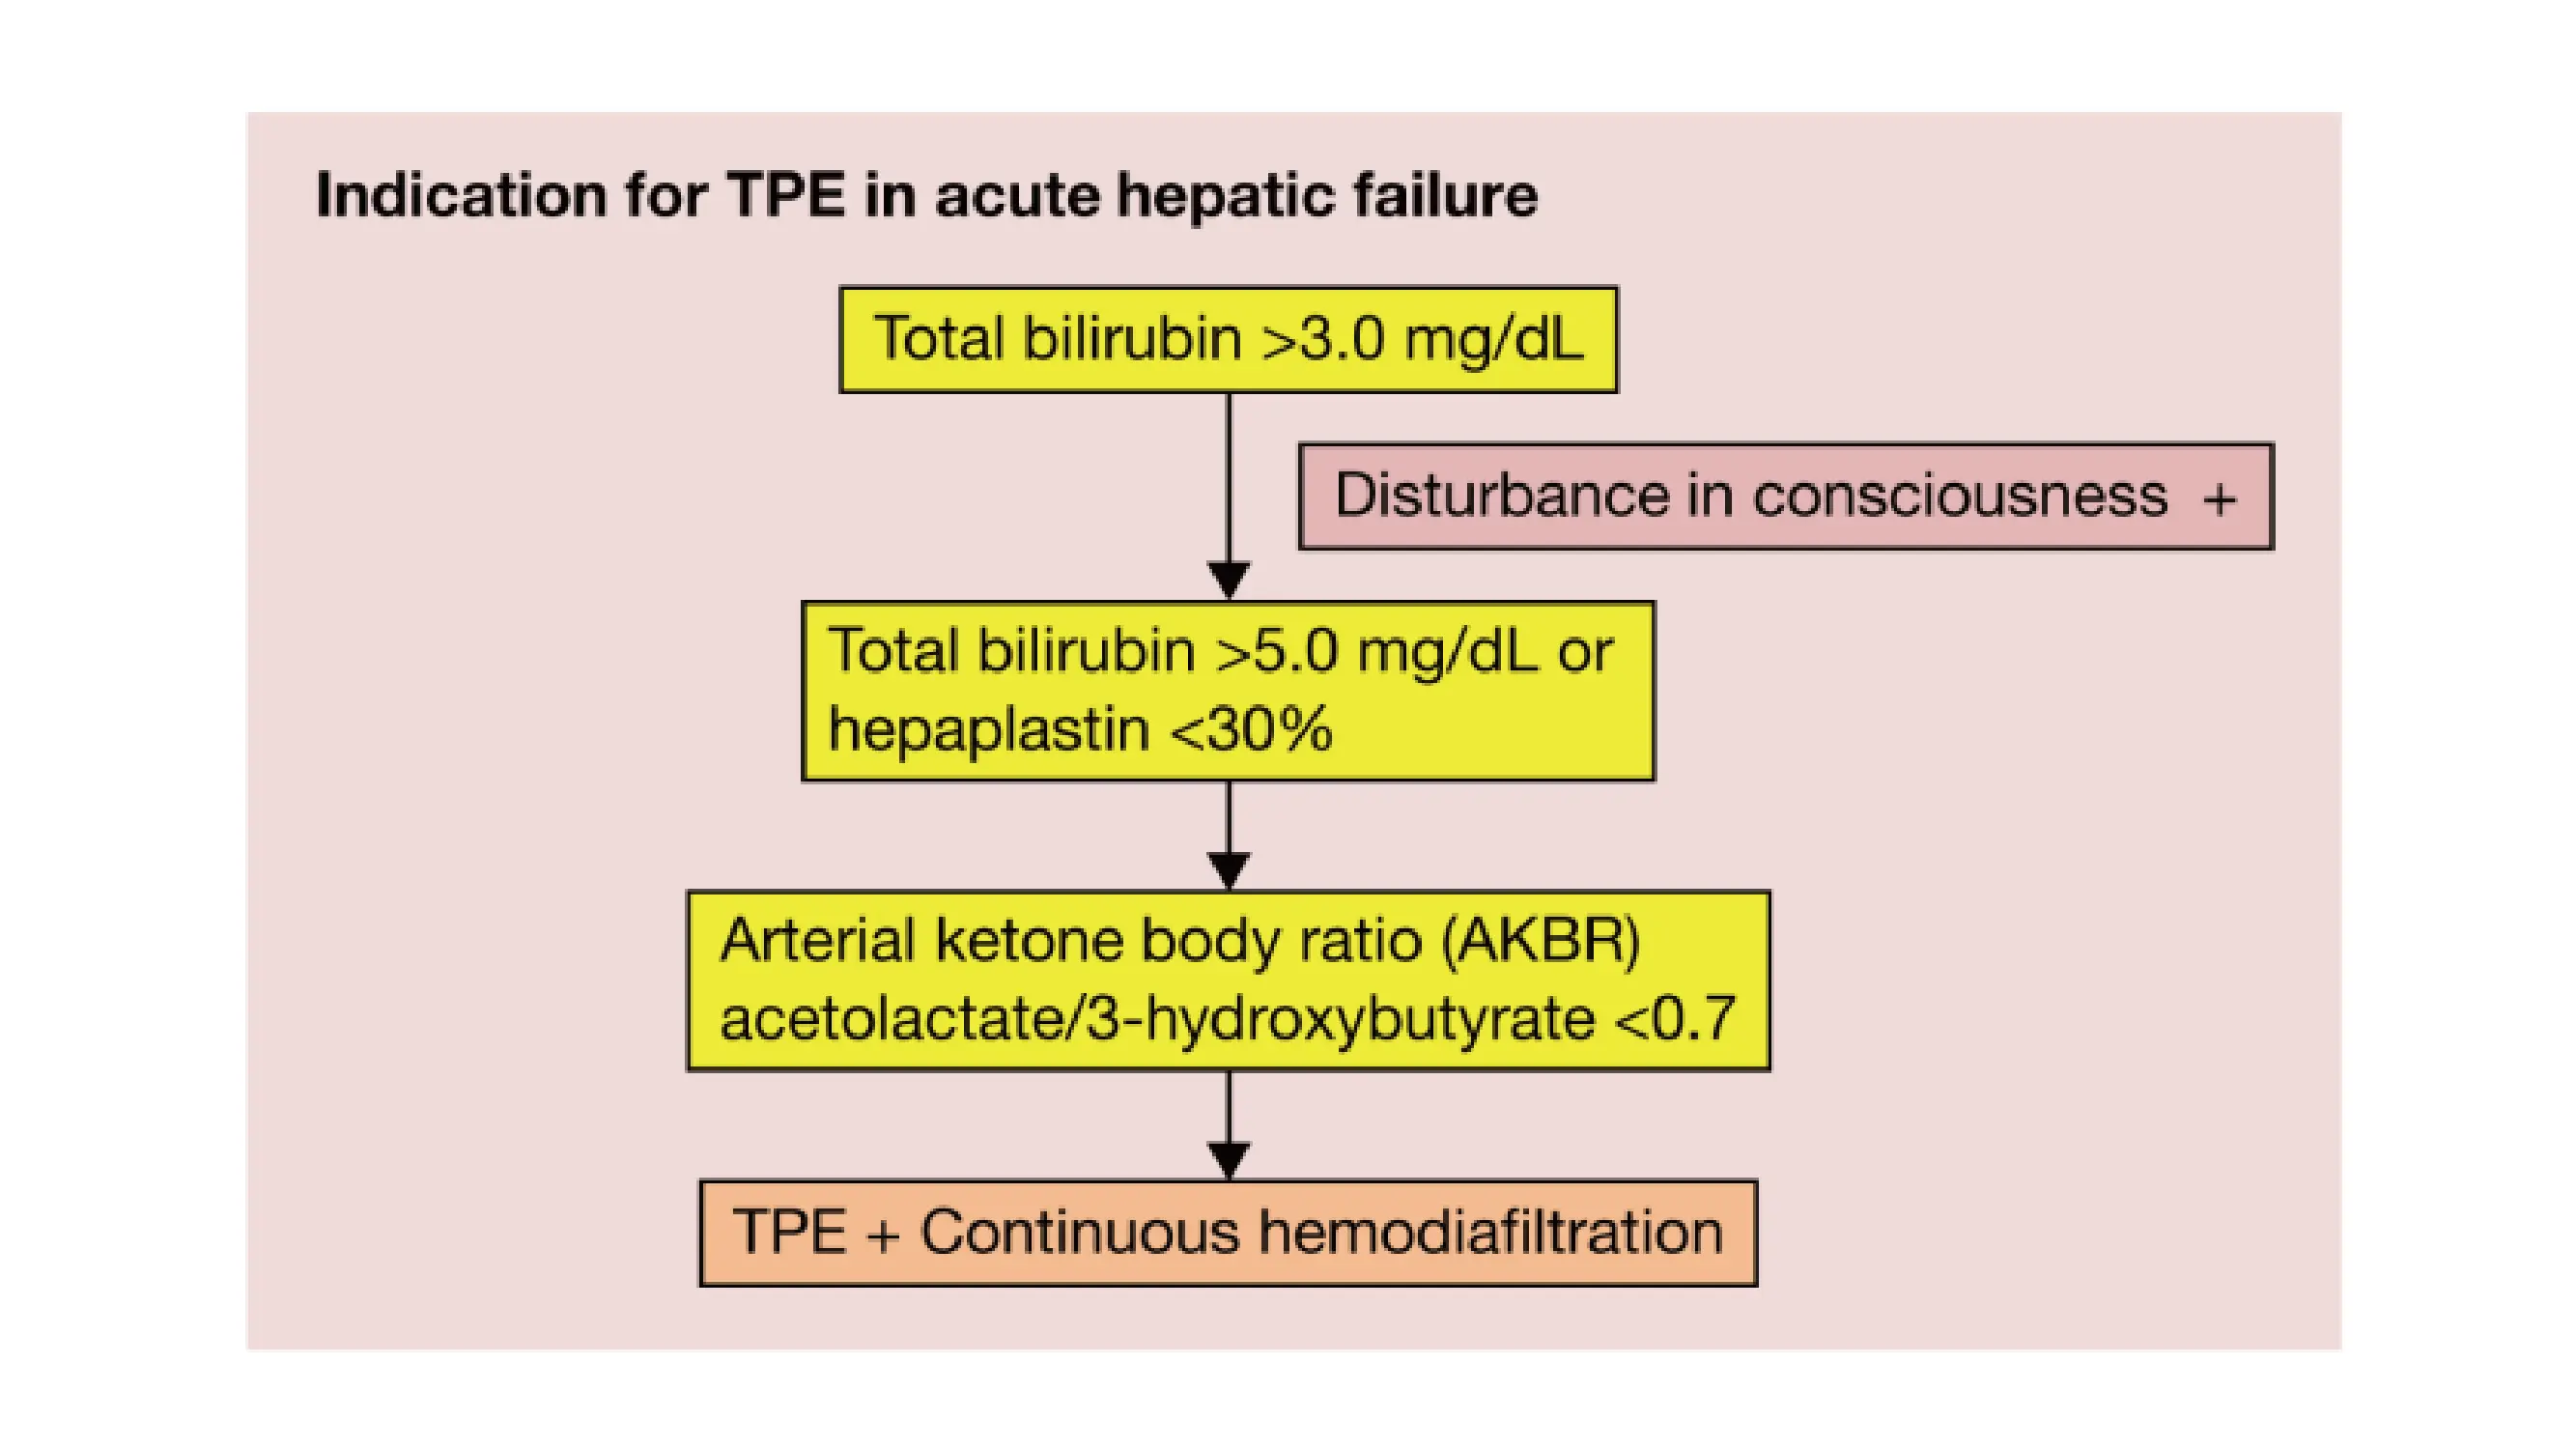 Indication for TPE in acute hepatic failure
Total bilirubin >3.0 mg/dL
Disturbance in consciousness +
Total bilirubin >5.0 mg/dL or
hepaplastin <30%
Arterial ketone body ratio (AKBR)
acetolactate/3-hydroxybutyrate <0.7
TPE + Continuous hemodiafiltration